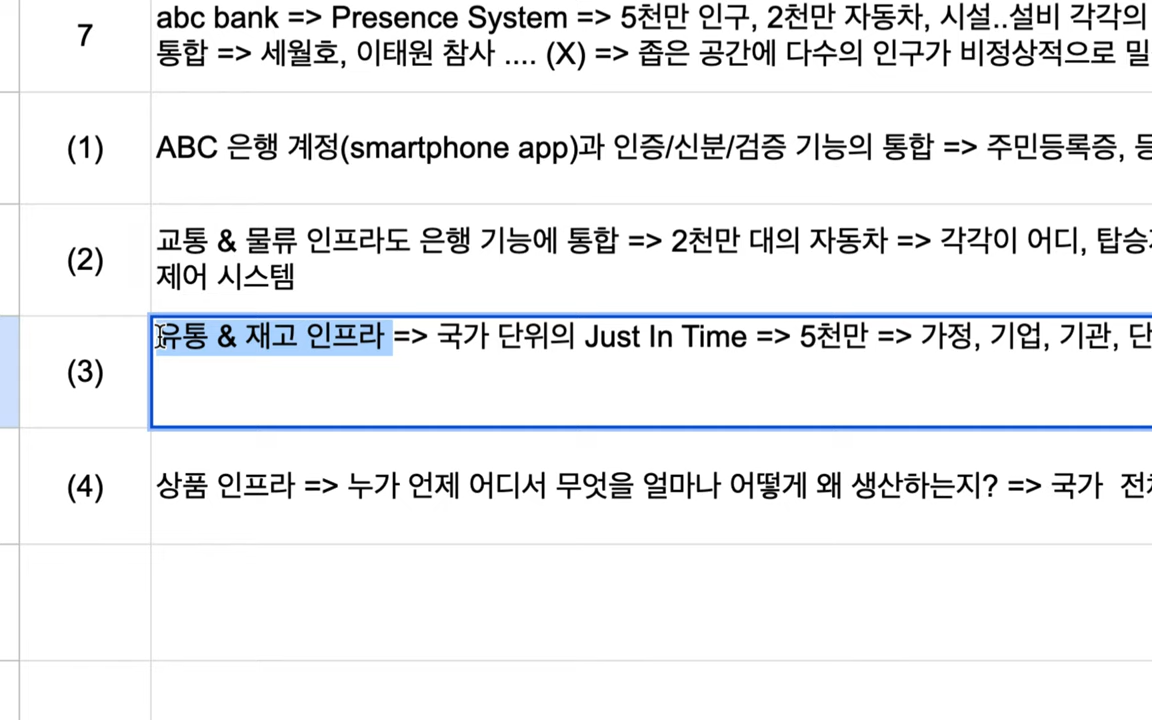 7
abc bank => Presence System => 5천만 인구, 2천만 자동차, 시설..설비 각각의
통합 => 세월호, 이태원 참사 .... (X) => 좁은 공간에 다수의 인구가 비정상적으로
(1)
ABC 은행 계정(smartphone app)과 인증/신분/검증 기능의 통합 => 주민등록증,
(2)
교통 & 물류 인프라도 은행 기능에 통합 => 2천만 대의 자동차 => 각각이 어디,
제어 시스템
(3)
유통 & 재고 인프라 => 국가 단위의 Just In Time => 5천만 => 가정, 기업, 기관,
(4)
상품 인프라 => 누가 언제 어디서 무엇을 얼마나 어떻게 왜 생산하는지? => 국가